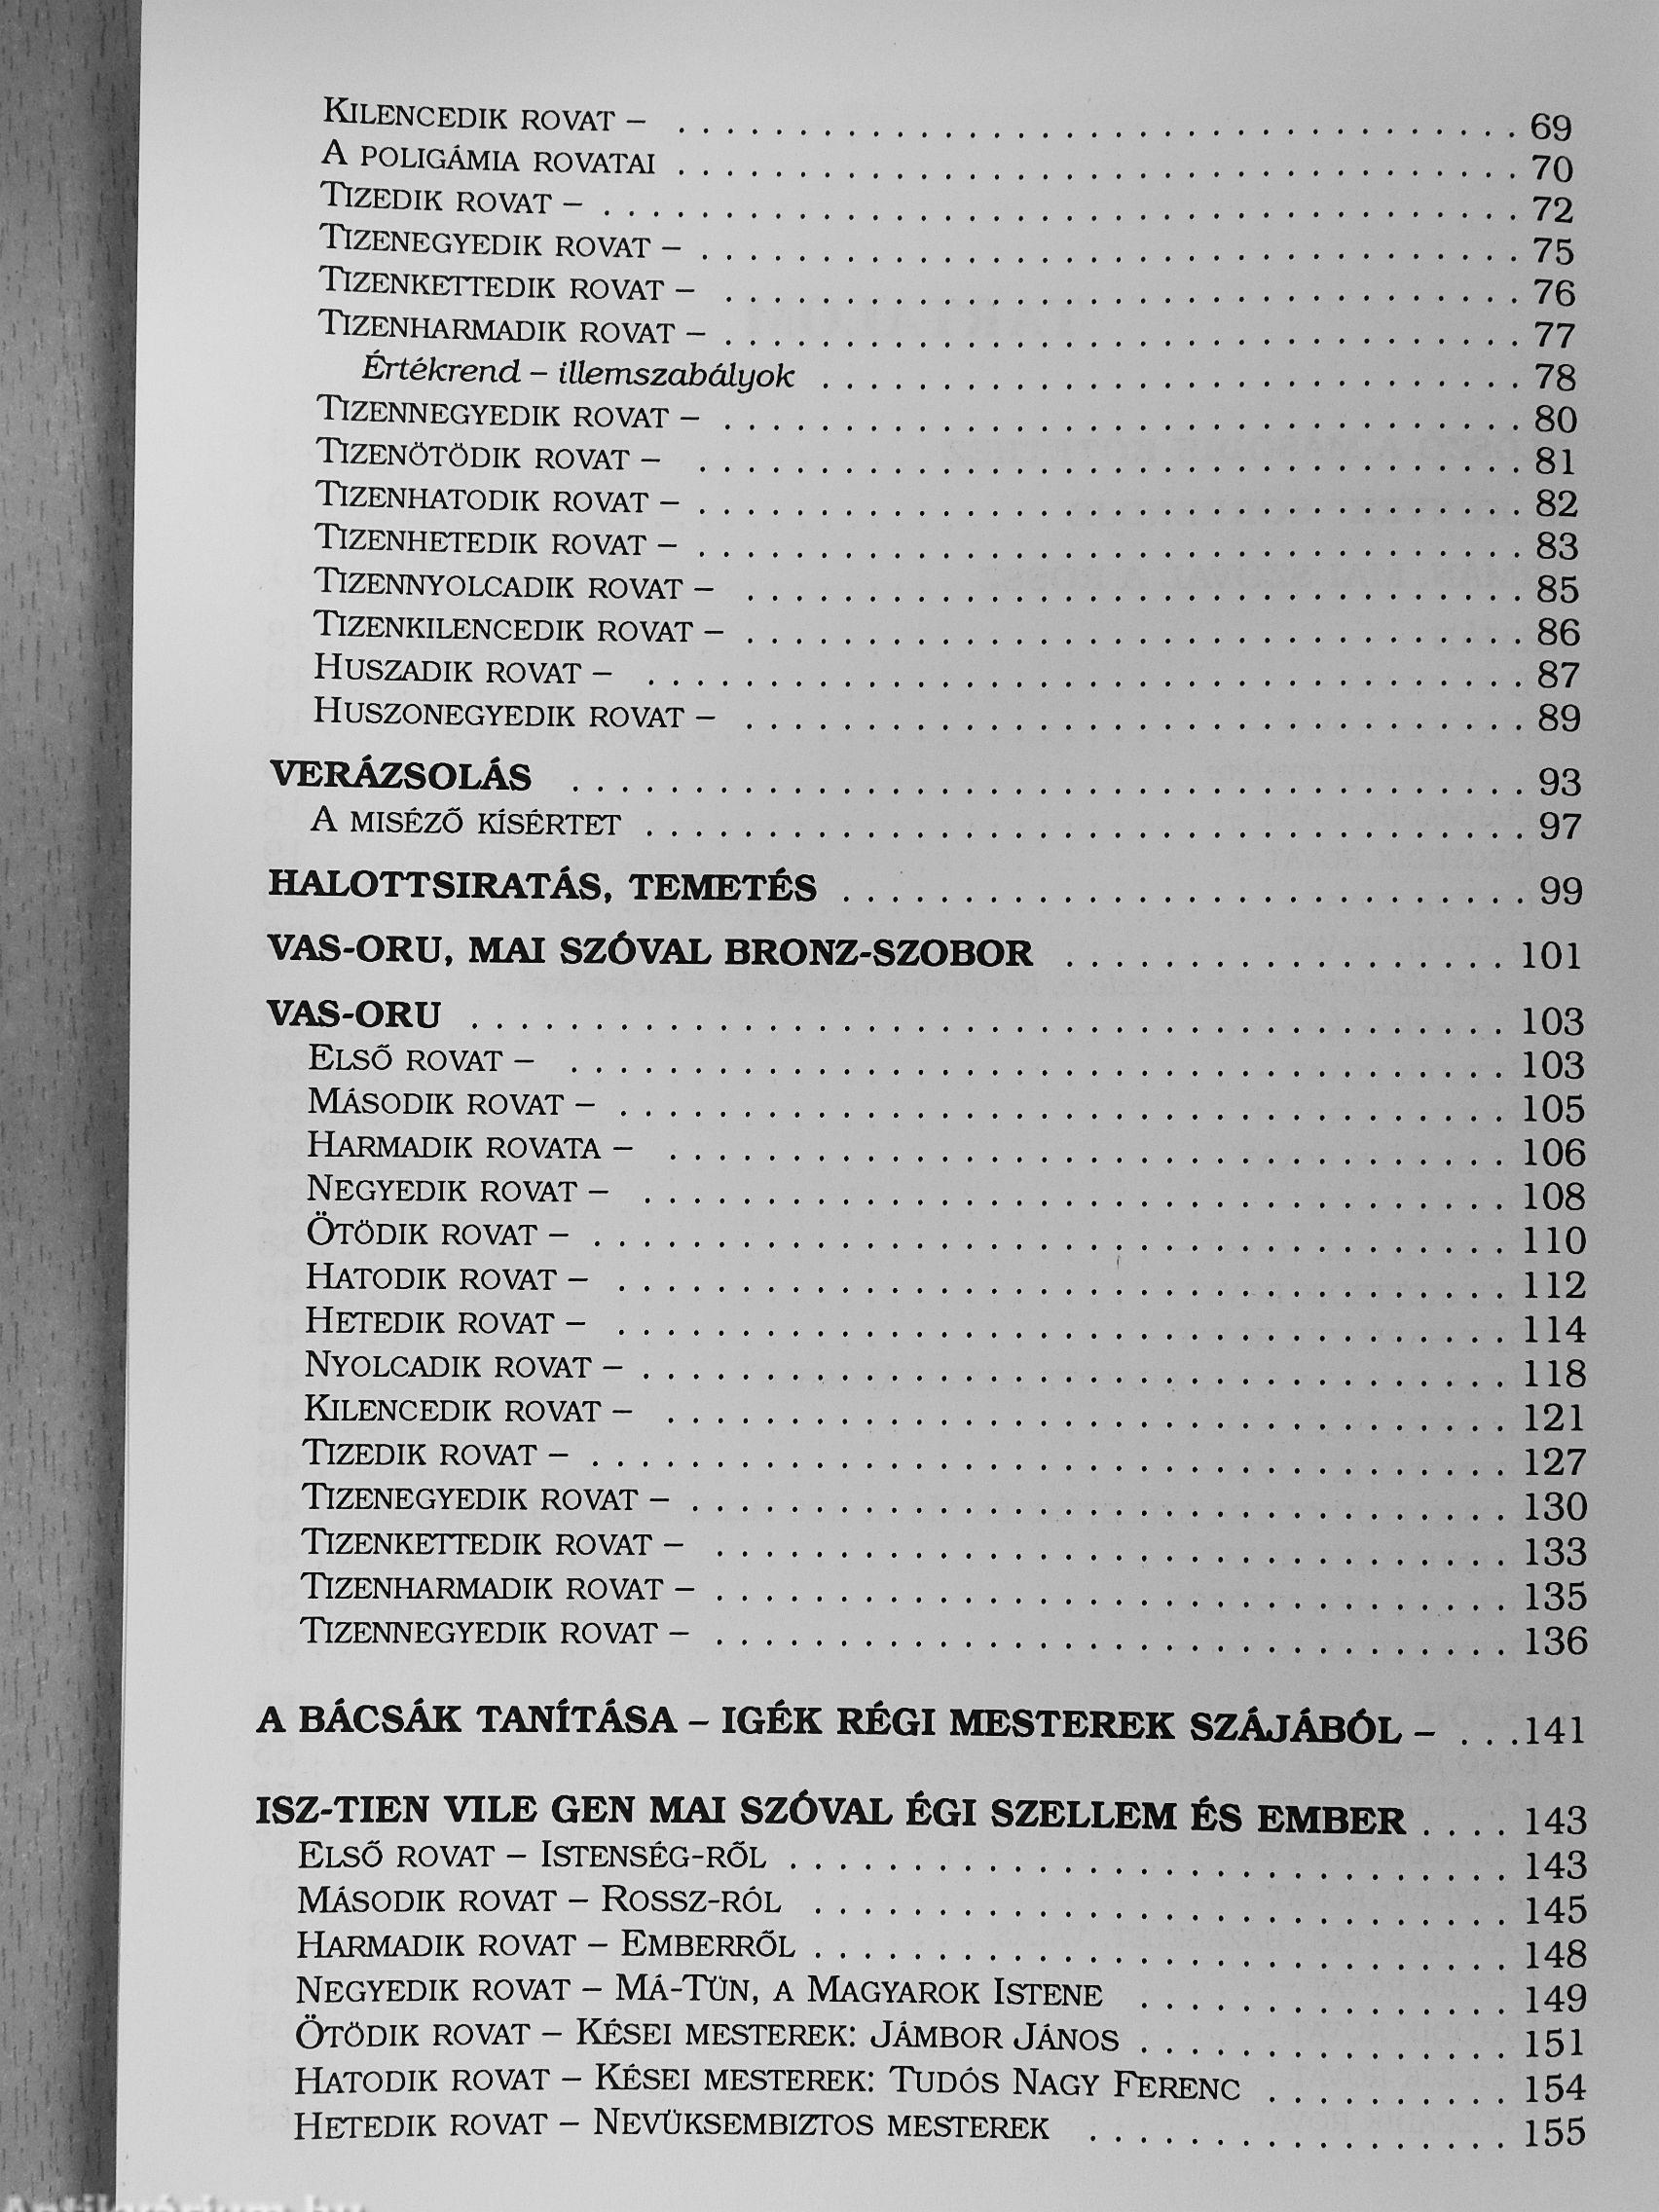 KILENCEDIK ROVAT – . . . . . . . . . . . . . . . . . . . . . . . . . . . . . . . . . . 69
A POLIGÁMIA ROVATAI . . . . . . . . . . . . . . . . . . . . . . . . . . . . . . . . . . 70
TIZEDIK ROVAT – . . . . . . . . . . . . . . . . . . . . . . . . . . . . . . . . . . . . . 72
TIZENEGYEDIK ROVAT – . . . . . . . . . . . . . . . . . . . . . . . . . . . . . . . . . 75
TIZENKETTEDIK ROVAT – . . . . . . . . . . . . . . . . . . . . . . . . . . . . . . . . 76
TIZENHARMADIK ROVAT – . . . . . . . . . . . . . . . . . . . . . . . . . . . . . . . . 77
Értékrend – illemszabályok . . . . . . . . . . . . . . . . . . . . . . . . . . . . 78
TIZENNEGYEDIK ROVAT – . . . . . . . . . . . . . . . . . . . . . . . . . . . . . . . . 80
TIZENÖTÖDIK ROVAT – . . . . . . . . . . . . . . . . . . . . . . . . . . . . . . . . . 81
TIZENHATODIK ROVAT – . . . . . . . . . . . . . . . . . . . . . . . . . . . . . . . . . 82
TIZENHETEDIK ROVAT – . . . . . . . . . . . . . . . . . . . . . . . . . . . . . . . . . 83
TIZENNYOLCADIK ROVAT – . . . . . . . . . . . . . . . . . . . . . . . . . . . . . . . 85
TIZENKILENCEDIK ROVAT – . . . . . . . . . . . . . . . . . . . . . . . . . . . . . . . 86
HUSZADIK ROVAT – . . . . . . . . . . . . . . . . . . . . . . . . . . . . . . . . . . . 87
HUSZONEGYEDIK ROVAT – . . . . . . . . . . . . . . . . . . . . . . . . . . . . . . . 89
VERÁZSOLÁS . . . . . . . . . . . . . . . . . . . . . . . . . . . . . . . . . . . . . . 93
A MISÉZŐ KÍSÉRTET . . . . . . . . . . . . . . . . . . . . . . . . . . . . . . . . . . . 97
HALOTTSIRATÁS, TEMETÉS . . . . . . . . . . . . . . . . . . . . . . . . . . . 99
VAS-ORU, MAI SZÓVAL BRONZ-SZOBOR . . . . . . . . . . . . . . . . . . 101
VAS-ORU . . . . . . . . . . . . . . . . . . . . . . . . . . . . . . . . . . . . . . . . . 103
ELSŐ ROVAT – . . . . . . . . . . . . . . . . . . . . . . . . . . . . . . . . . . . . . 103
MÁSODIK ROVAT – . . . . . . . . . . . . . . . . . . . . . . . . . . . . . . . . . . . 105
HARMADIK ROVATA – . . . . . . . . . . . . . . . . . . . . . . . . . . . . . . . . . 106
NEGYEDIK ROVAT – . . . . . . . . . . . . . . . . . . . . . . . . . . . . . . . . . . 108
ÖTÖDIK ROVAT – . . . . . . . . . . . . . . . . . . . . . . . . . . . . . . . . . . . . 110
HATODIK ROVAT – . . . . . . . . . . . . . . . . . . . . . . . . . . . . . . . . . . . 112
HETEDIK ROVAT – . . . . . . . . . . . . . . . . . . . . . . . . . . . . . . . . . . . 114
NYOLCADIK ROVAT – . . . . . . . . . . . . . . . . . . . . . . . . . . . . . . . . . . 118
KILENCEDIK ROVAT – . . . . . . . . . . . . . . . . . . . . . . . . . . . . . . . . . 121
TIZEDIK ROVAT – . . . . . . . . . . . . . . . . . . . . . . . . . . . . . . . . . . . . 127
TIZENEGYEDIK ROVAT – . . . . . . . . . . . . . . . . . . . . . . . . . . . . . . . . 130
TIZENKETTEDIK ROVAT – . . . . . . . . . . . . . . . . . . . . . . . . . . . . . . . 133
TIZENHARMADIK ROVAT – . . . . . . . . . . . . . . . . . . . . . . . . . . . . . . . 135
TIZENNEGYEDIK ROVAT – . . . . . . . . . . . . . . . . . . . . . . . . . . . . . . . 136
A BÁCSÁK TANÍTÁSA – IGÉK RÉGI MESTEREK SZÁJÁBÓL – . . .141
ISZ-TIEN VILE GEN MAI SZÓVAL ÉGI SZELLEM ÉS EMBER . . . . 143
ELSŐ ROVAT – ISTENSÉG-RŐL . . . . . . . . . . . . . . . . . . . . . . . . . . . . 143
MÁSODIK ROVAT – ROSSZ-RÓL . . . . . . . . . . . . . . . . . . . . . . . . . . . 145
HARMADIK ROVAT – EMBERRŐL . . . . . . . . . . . . . . . . . . . . . . . . . . . 148
NEGYEDIK ROVAT – MÁ-TÜN, A MAGYAROK ISTENE . . . . . . . . . . . . . . 149
ÖTÖDIK ROVAT – KÉSEI MESTEREK: JÁMBOR JÁNOS . . . . . . . . . . . . . . 151
HATODIK ROVAT – KÉSEI MESTEREK: TUDÓS NAGY FERENC . . . . . . . . . 154
HETEDIK ROVAT – NEVÜKSEMBIZTOS MESTEREK . . . . . . . . . . . . . . . . 155